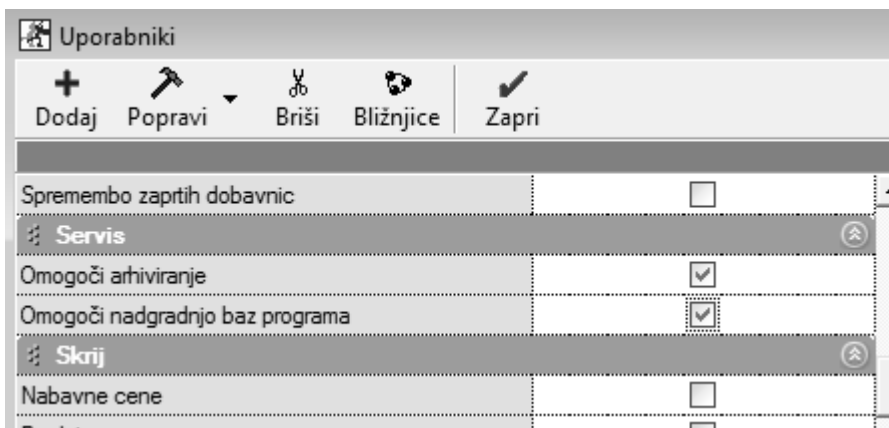 Uporabniki
Dodaj Popravi Briši Bližnjice Zapri
Spremembo zaprtih dobavnic
Servis
Omogoči arhiviranje
Omogoči nadgradnjo baz programa
Skrij
Nabavne cene